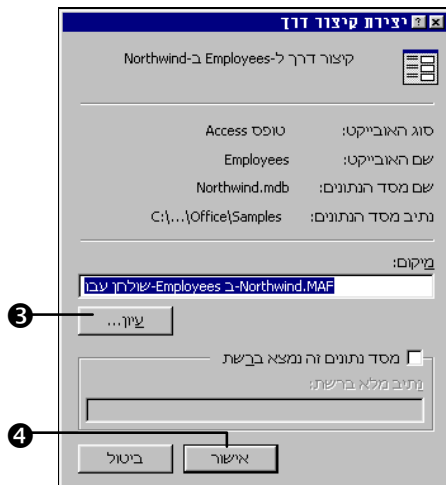 יצירת קיצור דרך
קיצור דרך ל-Employees ב-Northwind
סוג האובייקט: טופס Access
שם האובייקט: Employees
שם מסד הנתונים: Northwind.mdb
נתיב מסד הנתונים: C:\...\Office\Samples
מיקום:
שולחן עבו-Employees ב-Northwind.MAF
עיון...
3
מסד נתונים זה נמצא ברשת
נתיב מלא ברשת:
4
אישור ביטול